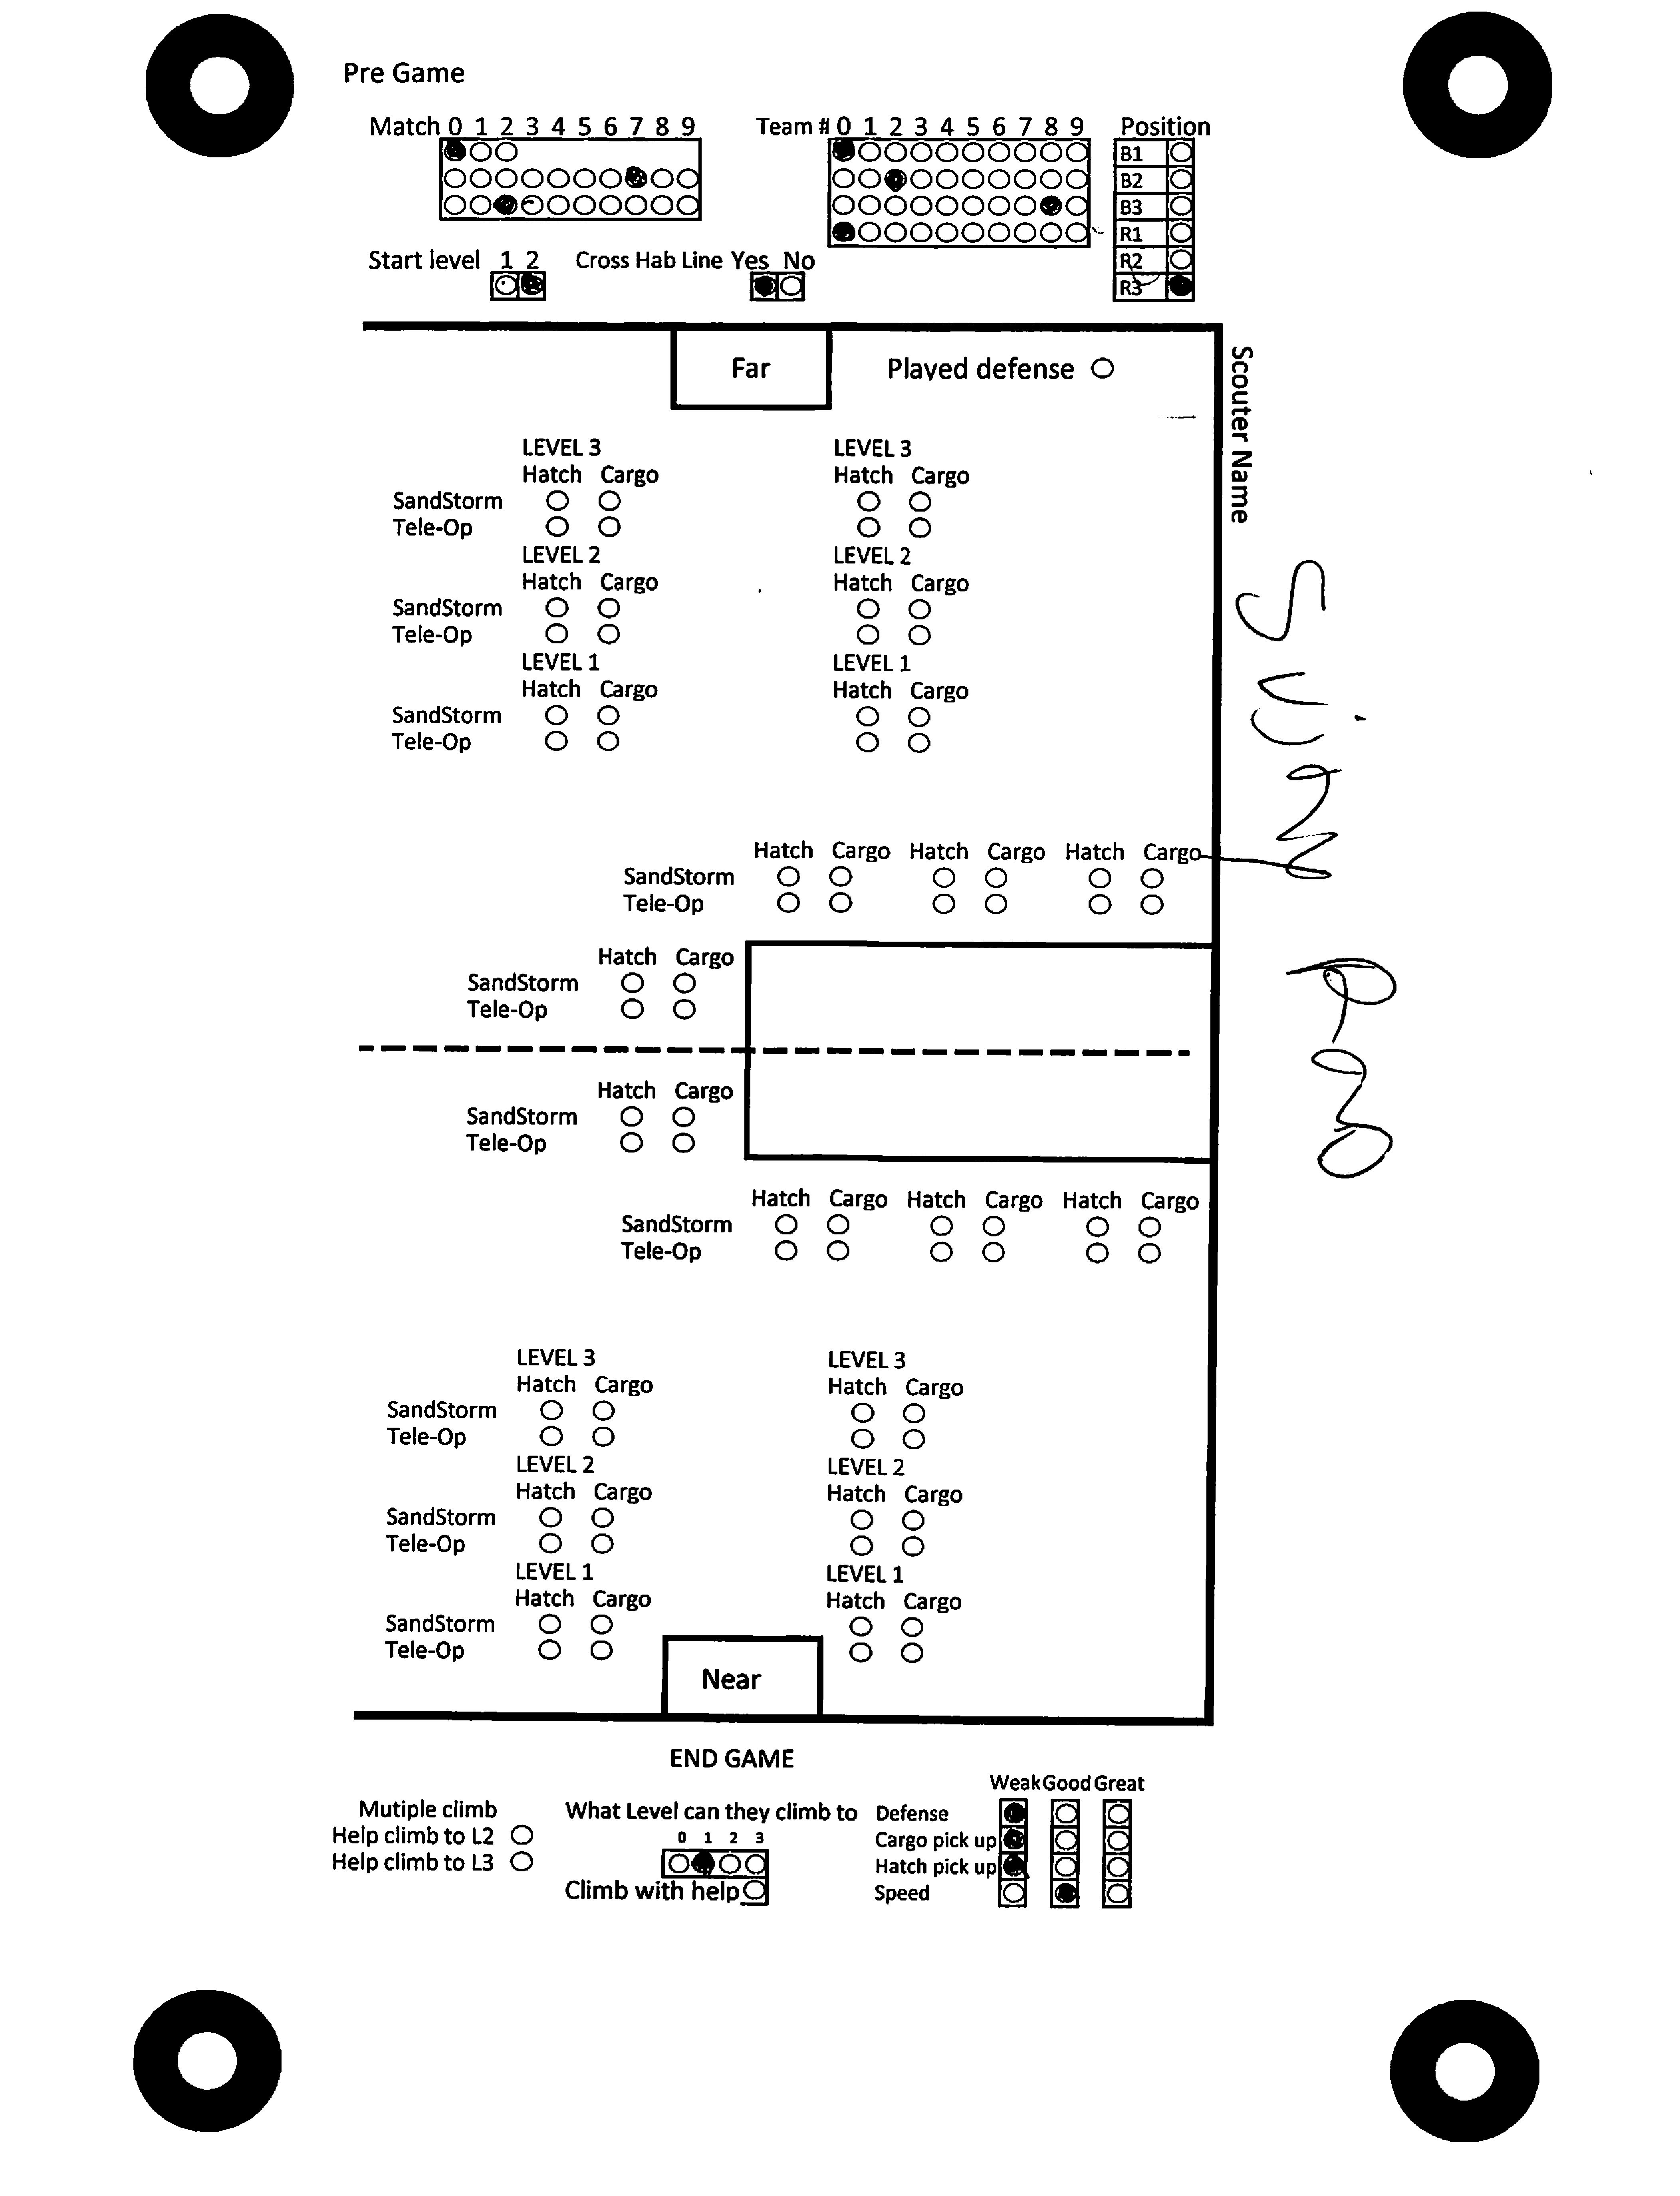 Pre Game
Match 0 1 2 3 4 5 6 7 8 9
Team # 0 1 2 3 4 5 6 7 8 9
Position
B1
B2
B3
R1
R2
R3
Start level 1 2
Cross Hab Line Yes No
Far
Played defense
Scouter Name
LEVEL 3 LEVEL 3
Hatch Cargo Hatch Cargo
SandStorm
Tele-Op
LEVEL 2 LEVEL 2
Hatch Cargo Hatch Cargo
SandStorm
Tele-Op
LEVEL 1 LEVEL 1
Hatch Cargo Hatch Cargo
SandStorm
Tele-Op
Hatch Cargo Hatch Cargo Hatch Cargo
SandStorm
Tele-Op
Hatch Cargo
SandStorm
Tele-Op
Hatch Cargo
SandStorm
Tele-Op
Hatch Cargo Hatch Cargo Hatch Cargo
SandStorm
Tele-Op
LEVEL 3 LEVEL 3
Hatch Cargo Hatch Cargo
SandStorm
Tele-Op
LEVEL 2 LEVEL 2
Hatch Cargo Hatch Cargo
SandStorm
Tele-Op
LEVEL 1 LEVEL 1
Hatch Cargo Hatch Cargo
SandStorm
Tele-Op
Near
END GAME
Mutiple climb
Help climb to L2
Help climb to L3
What Level can they climb to
0 1 2 3
Climb with help
Weak Good Great
Defense
Cargo pick up
Hatch pick up
Speed